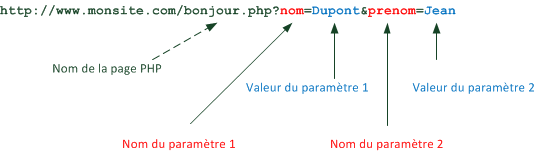 http://www.monsite.com/bonjour.php?nom=Dupont&prenom=Jean
Nom de la page PHP
Valeur du paramètre 1
Valeur du paramètre 2
Nom du paramètre 1
Nom du paramètre 2